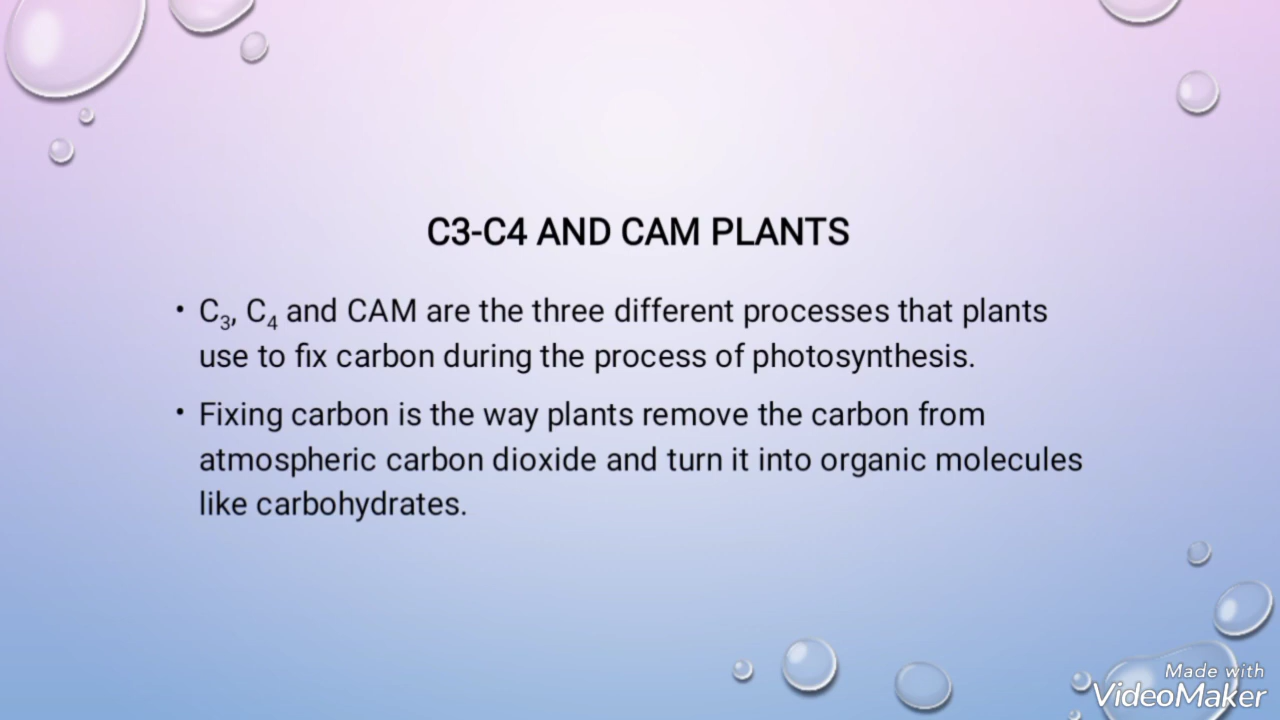 C3-C4 AND CAM PLANTS
• C₃, C₄ and CAM are the three different processes that plants
use to fix carbon during the process of photosynthesis.
• Fixing carbon is the way plants remove the carbon from
atmospheric carbon dioxide and turn it into organic molecules
like carbohydrates.
Made with
VideoMaker